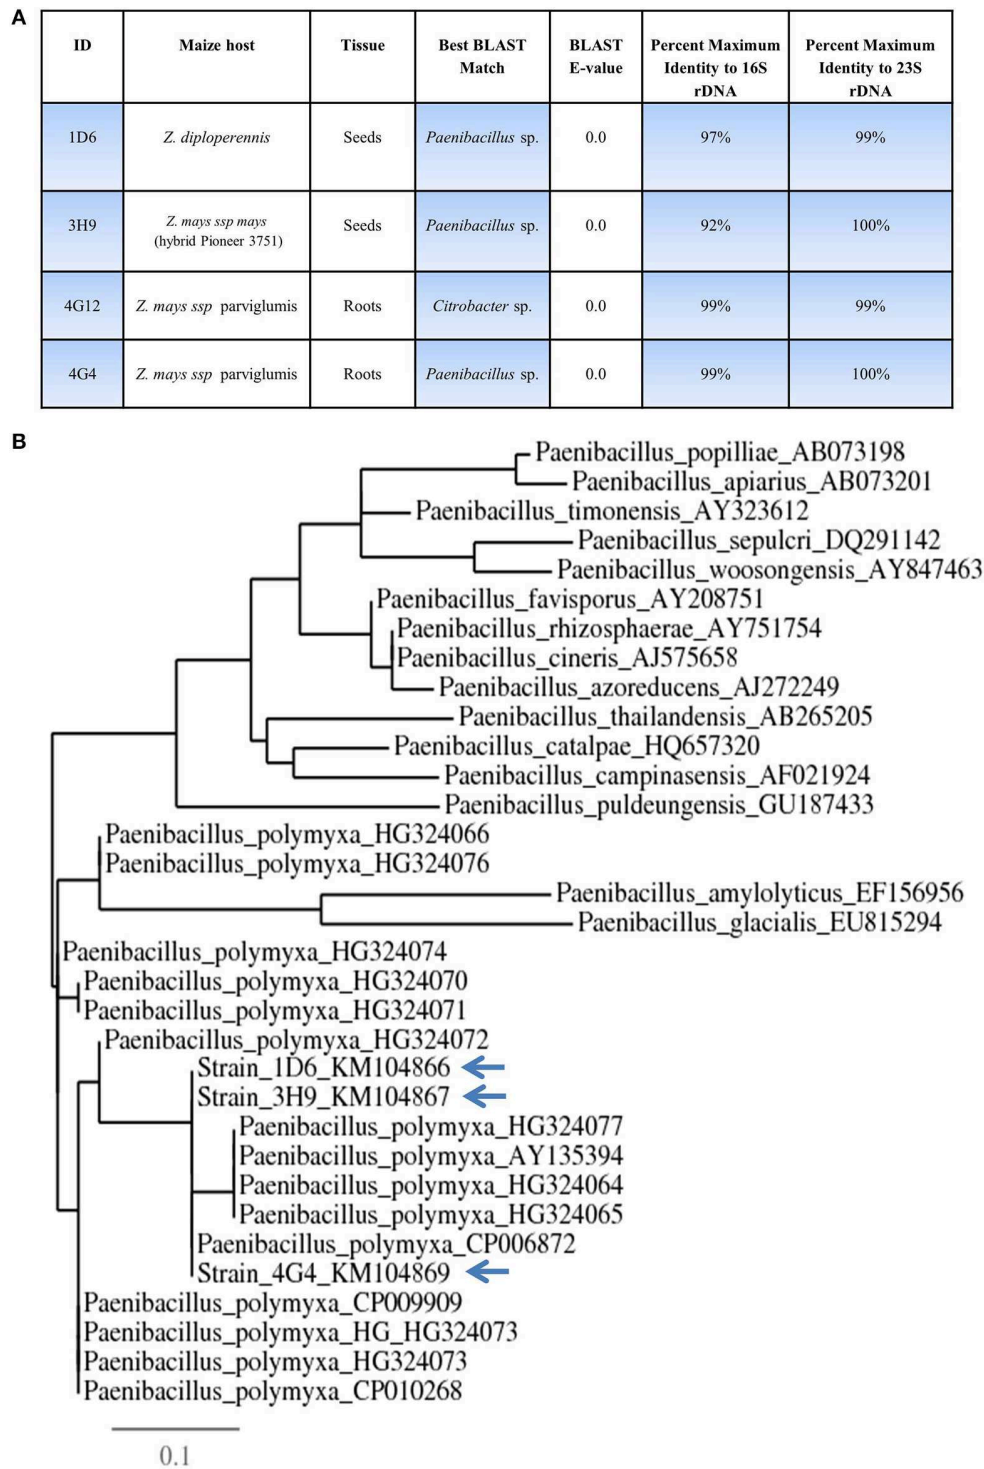 A
ID Maize host Tissue Best BLAST Match BLAST E-value Percent Maximum Identity to 16S rDNA Percent Maximum Identity to 23S rDNA
1D6 Z. diploperennis Seeds Paenibacillus sp. 0.0 97% 99%
3H9 Z. mays ssp mays (hybrid Pioneer 3751) Seeds Paenibacillus sp. 0.0 92% 100%
4G12 Z. mays ssp parviglumis Roots Citrobacter sp. 0.0 99% 99%
4G4 Z. mays ssp parviglumis Roots Paenibacillus sp. 0.0 99% 100%
B
Paenibacillus_popilliae_AB073198
Paenibacillus_apiarius_AB073201
Paenibacillus_timonensis_AY323612
Paenibacillus_sepulcri_DQ291142
Paenibacillus_woosongensis_AY847463
Paenibacillus_favisporus_AY208751
Paenibacillus_rhizosphaerae_AY751754
Paenibacillus_cineris_AJ575658
Paenibacillus_azoreducens_AJ272249
Paenibacillus_thailandensis_AB265205
Paenibacillus_catalpae_HQ657320
Paenibacillus_campinasensis_AF021924
Paenibacillus_puldeungensis_GU187433
Paenibacillus_polymyxa_HG324066
Paenibacillus_polymyxa_HG324076
Paenibacillus_amylolyticus_EF156956
Paenibacillus_glacialis_EU815294
Paenibacillus_polymyxa_HG324074
Paenibacillus_polymyxa_HG324070
Paenibacillus_polymyxa_HG324071
Paenibacillus_polymyxa_HG324072
Strain_1D6_KM104866
Strain_3H9_KM104867
Paenibacillus_polymyxa_HG324077
Paenibacillus_polymyxa_AY135394
Paenibacillus_polymyxa_HG324064
Paenibacillus_polymyxa_HG324065
Paenibacillus_polymyxa_CP006872
Strain_4G4_KM104869
Paenibacillus_polymyxa_CP009909
Paenibacillus_polymyxa_HG_HG324073
Paenibacillus_polymyxa_HG324073
Paenibacillus_polymyxa_CP010268
0.1